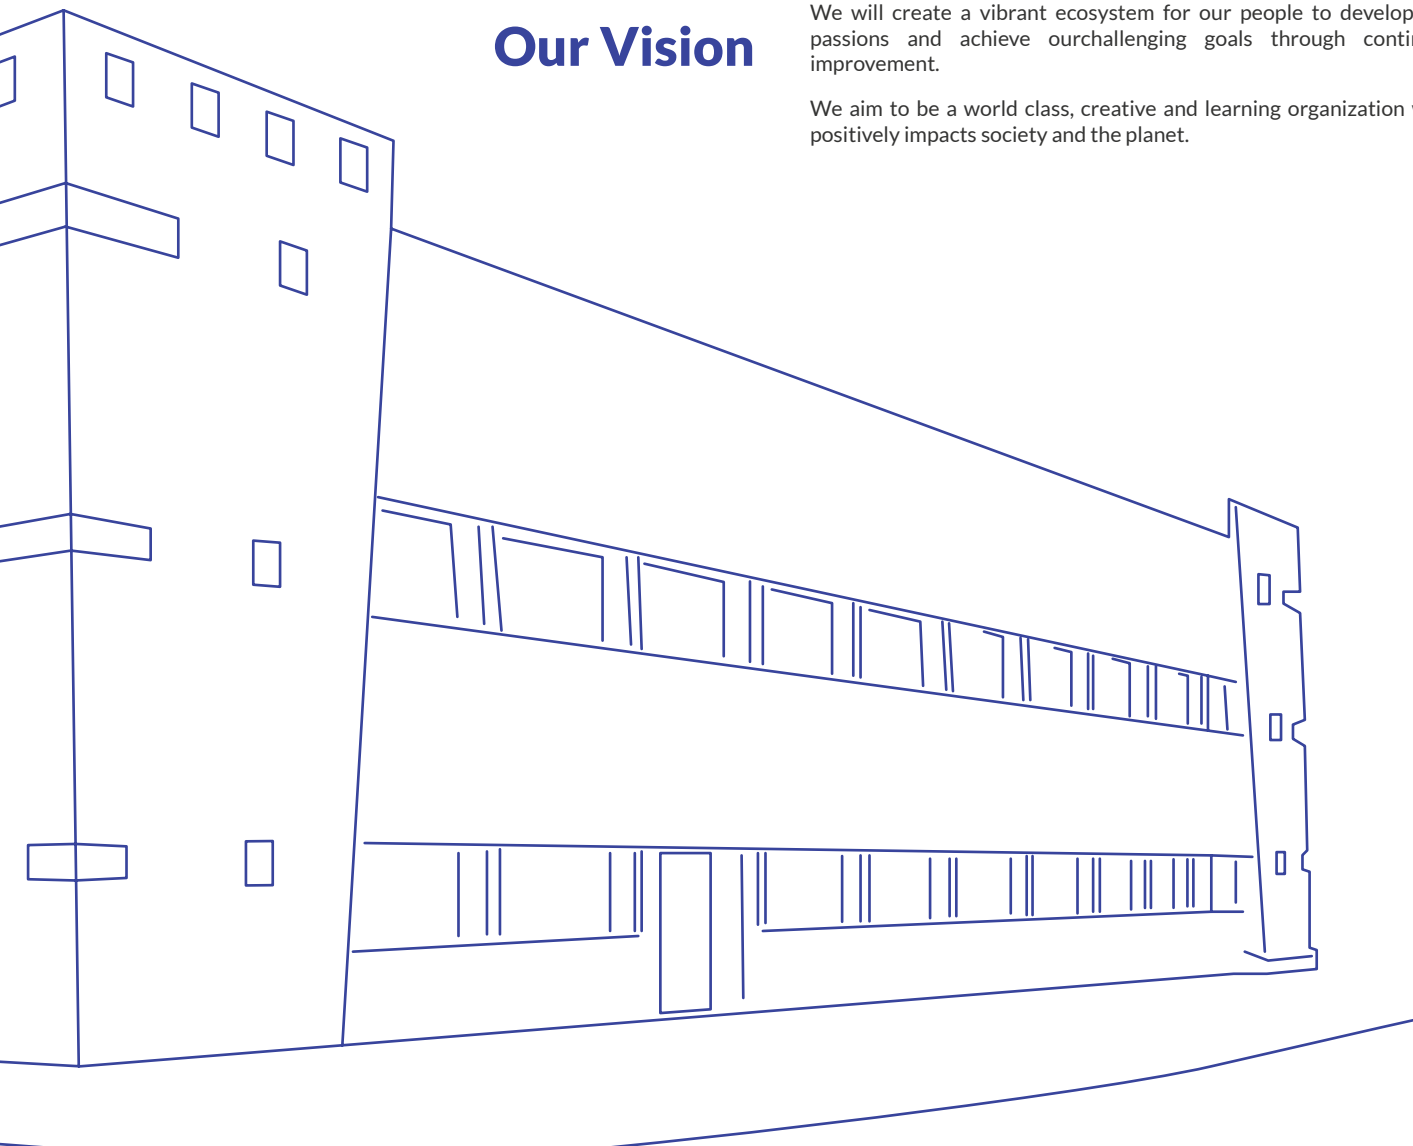 Our Vision
We will create a vibrant ecosystem for our people to develop
passions and achieve ourchallenging goals through
improvement.
We aim to be a world class, creative and learning organization
positively impacts society and the planet.